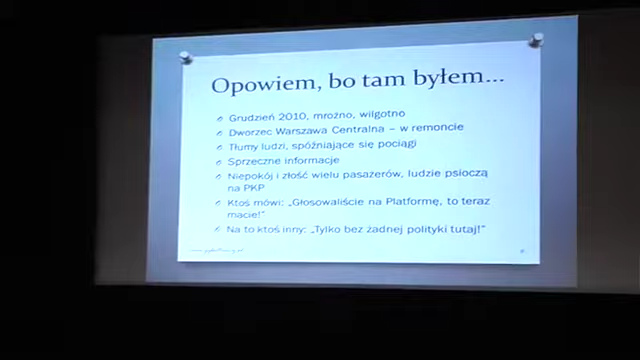 Opowiem, bo tam byłem...
Grudzień 2010, mroźno, wilgotno
Dworzec Warszawa Centralna – w remoncie
Tłumy ludzi, spóźniające się pociągi
Sprzeczne informacje
Niepokój i złość wielu pasażerów, ludzie psioczą
na PKP
Ktoś mówi: „Głosowaliście na Platformę, to teraz
macie!"
Na to ktoś inny: „Tylko bez żadnej polityki tutaj!"